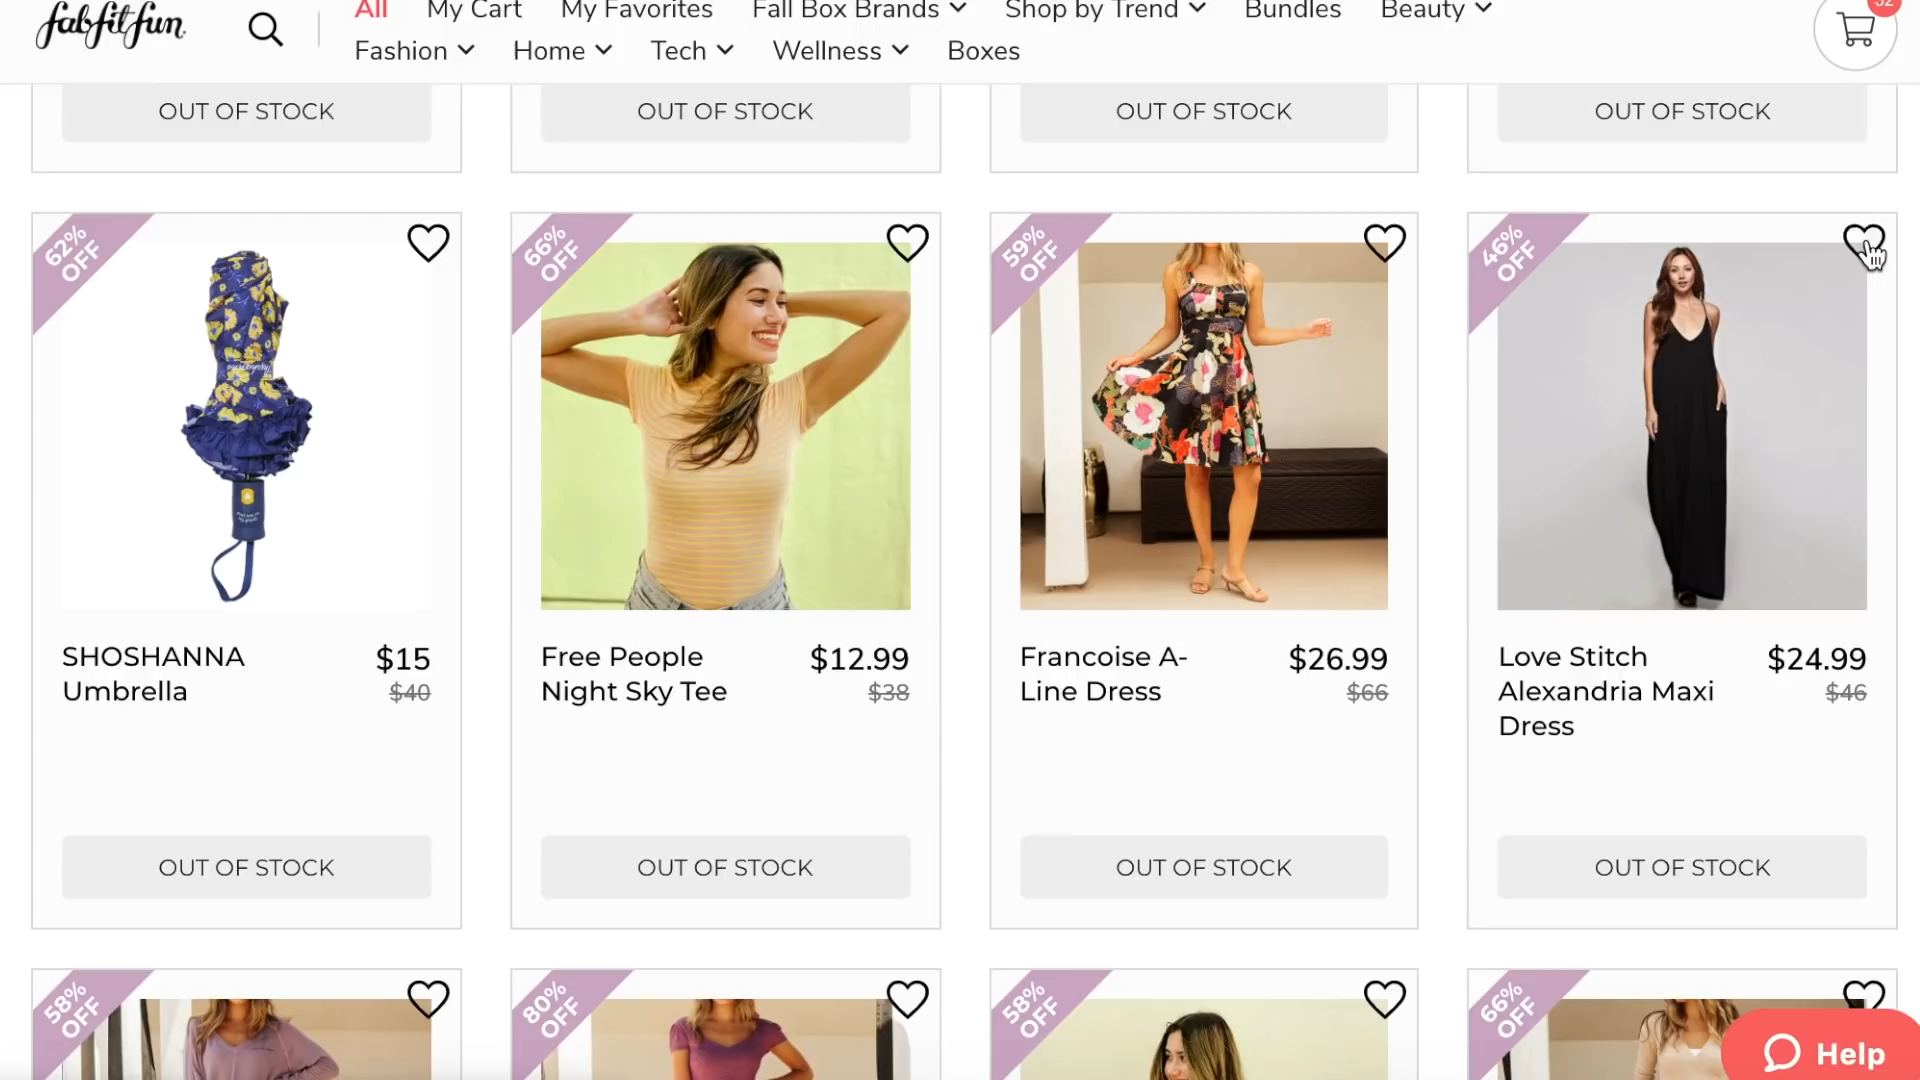 fabfitfun
All My Cart My Favorites Fall Box Brands Shop by Trend Bundles Beauty
Fashion Home Tech Wellness Boxes
OUT OF STOCK OUT OF STOCK OUT OF STOCK OUT OF STOCK
62% OFF
66% OFF
59% OFF
46% OFF
SHOSHANNA
Umbrella
$15
$40
Free People
Night Sky Tee
$12.99
$38
Francoise A-
Line Dress
$26.99
$66
Love Stitch
Alexandria Maxi
Dress
$24.99
$46
OUT OF STOCK OUT OF STOCK OUT OF STOCK OUT OF STOCK
58% OFF
80% OFF
58% OFF
66% OFF
Help